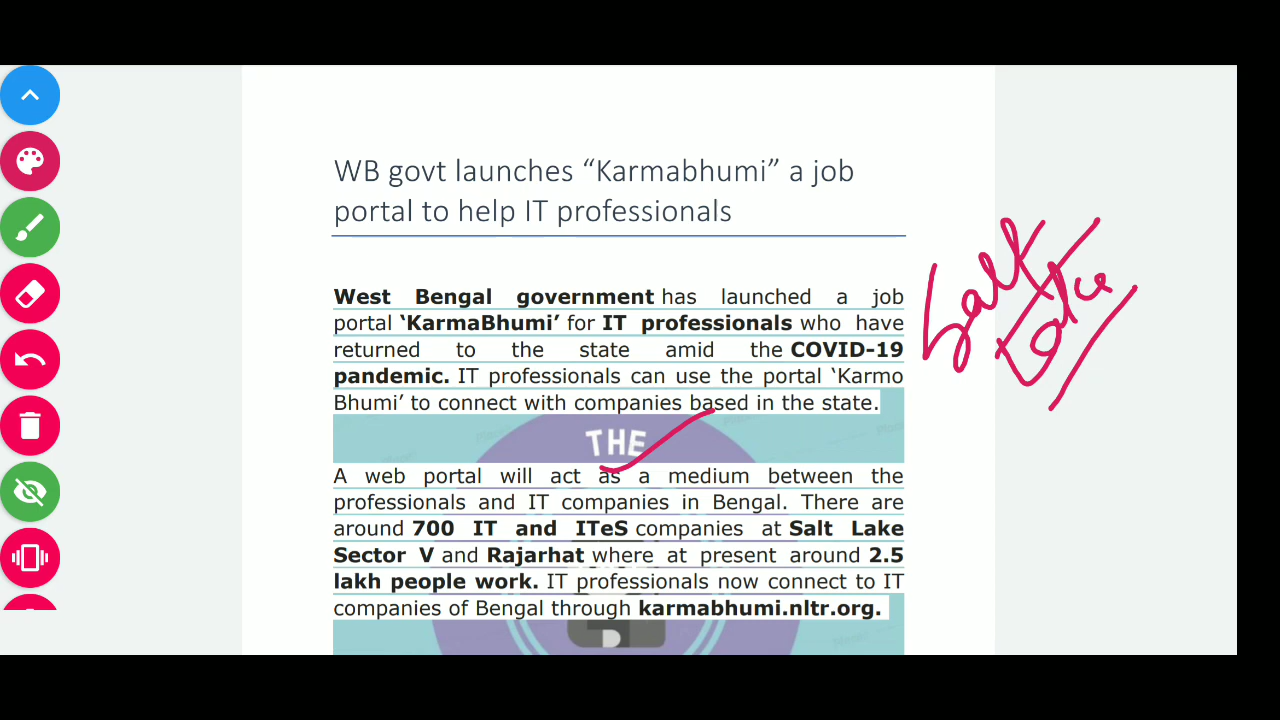 WB govt launches “Karmabhumi” a job
portal to help IT professionals
West Bengal government has launched a job
portal ‘KarmaBhumi’ for IT professionals who have
returned to the state amid the COVID-19
pandemic. IT professionals can use the portal ‘Karmo
Bhumi’ to connect with companies based in the state.
THE
A web portal will act as a medium between the
professionals and IT companies in Bengal. There are
around 700 IT and ITeS companies at Salt Lake
Sector V and Rajarhat where at present around 2.5
lakh people work. IT professionals now connect to IT
companies of Bengal through karmabhumi.nltr.org.
Salt